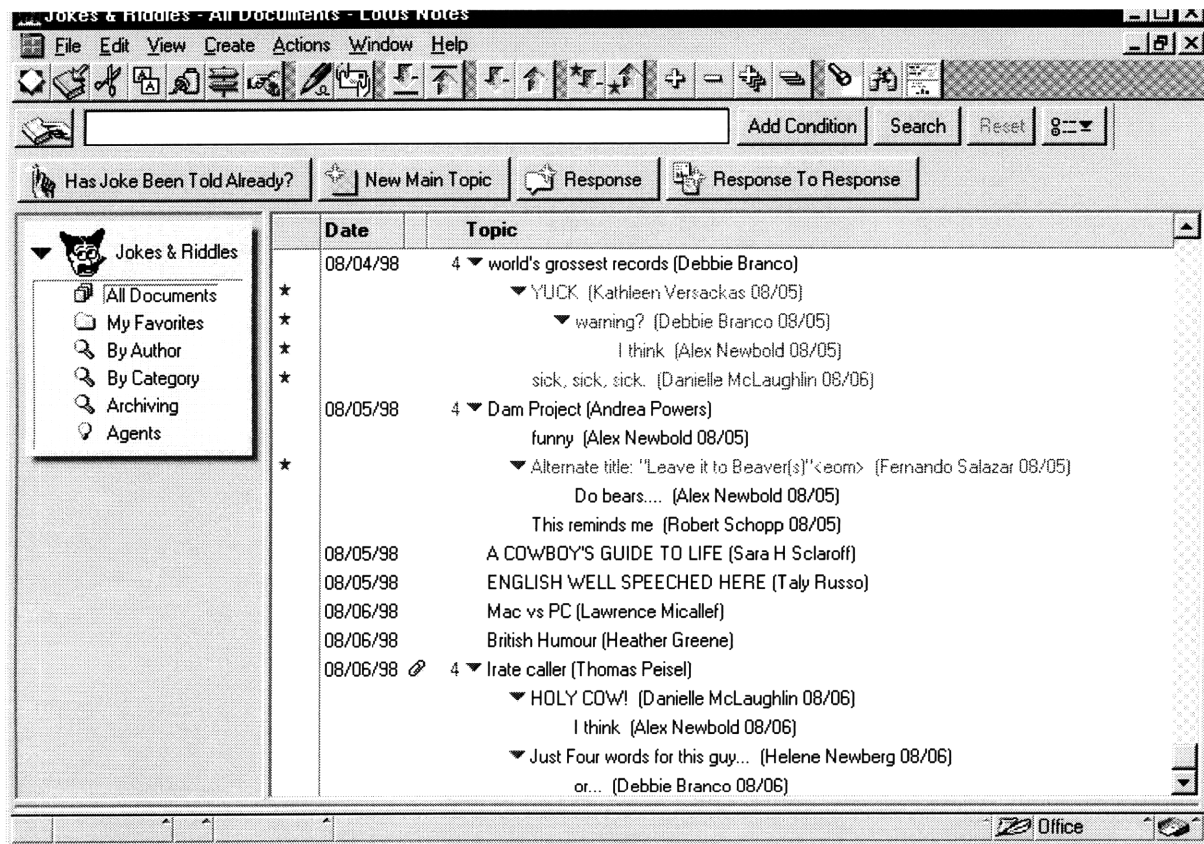 Jokes & Riddles - All Documents - Lotus Notes
File Edit View Create Actions Window Help
Add Condition Search Reset
Has Joke Been Told Already? New Main Topic Response Response To Response
Jokes & Riddles
All Documents
My Favorites
By Author
By Category
Archiving
Agents
Date Topic
08/04/98 4 world's grossest records (Debbie Branco)
YUCK (Kathleen Versackas 08/05)
warning? (Debbie Branco 08/05)
I think (Alex Newbold 08/05)
sick, sick, sick. (Danielle McLaughlin 08/06)
08/05/98 4 Dam Project (Andrea Powers)
funny (Alex Newbold 08/05)
Alternate title: "Leave it to Beaver(s)"<eom> (Fernando Salazar 08/05)
Do bears.... (Alex Newbold 08/05)
This reminds me (Robert Schopp 08/05)
08/05/98 A COWBOY'S GUIDE TO LIFE (Sara H Sclaroff)
08/05/98 ENGLISH WELL SPEECHED HERE (Taly Russo)
08/06/98 Mac vs PC (Lawrence Micallef)
08/06/98 British Humour (Heather Greene)
08/06/98 4 Irate caller (Thomas Peisel)
HOLY COW! (Danielle McLaughlin 08/06)
I think (Alex Newbold 08/06)
Just Four words for this guy... (Helene Newberg 08/06)
or... (Debbie Branco 08/06)
Office